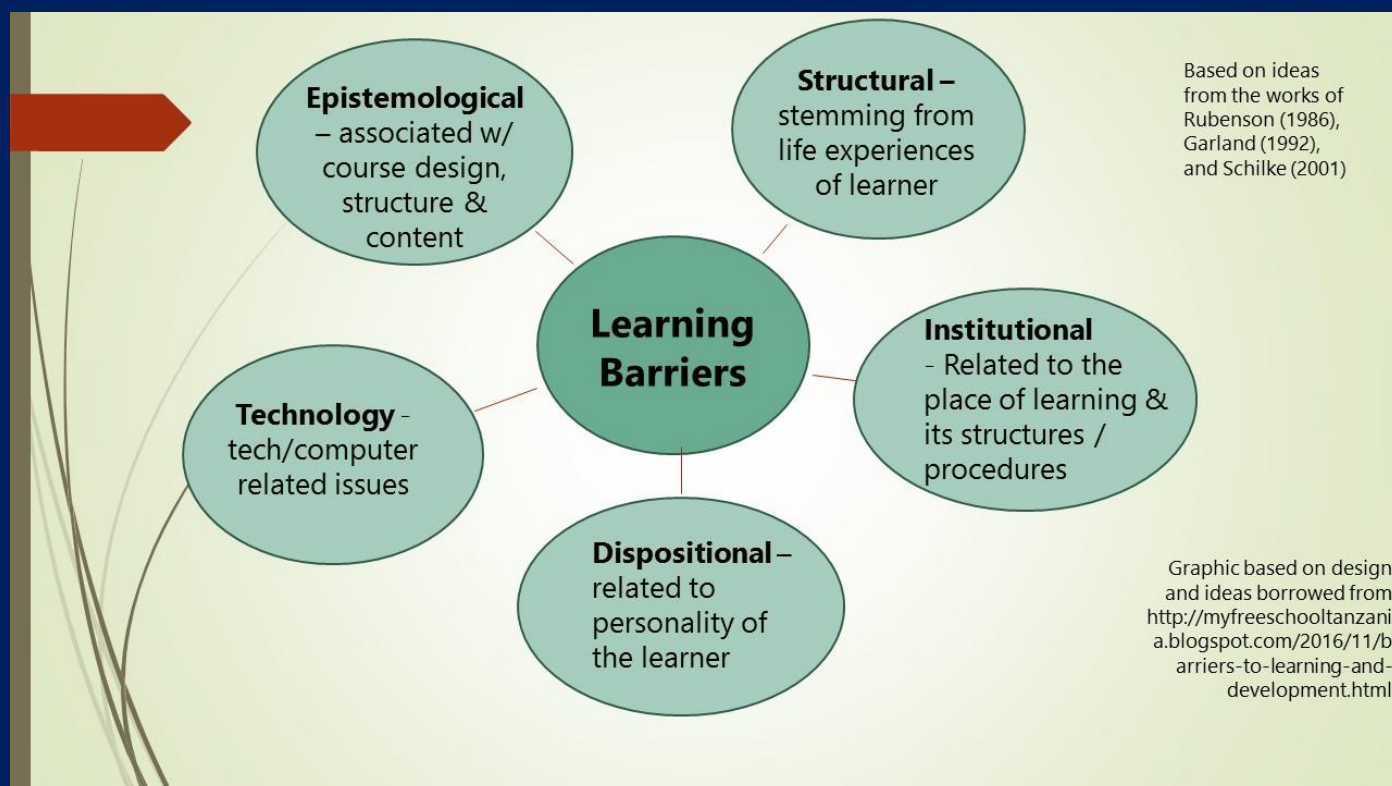 Epistemological
– associated w/
course design,
structure &
content
Structural –
stemming from
life experiences
of learner
Based on ideas
from the works of
Rubenson (1986),
Garland (1992),
and Schilke (2001)
Learning
Barriers
Institutional
- Related to the
place of learning &
its structures /
procedures
Technology -
tech/computer
related issues
Dispositional –
related to
personality of
the learner
Graphic based on design
and ideas borrowed from
http://myfreeschooltanzani
a.blogspot.com/2016/11/b
arriers-to-learning-and-
development.html